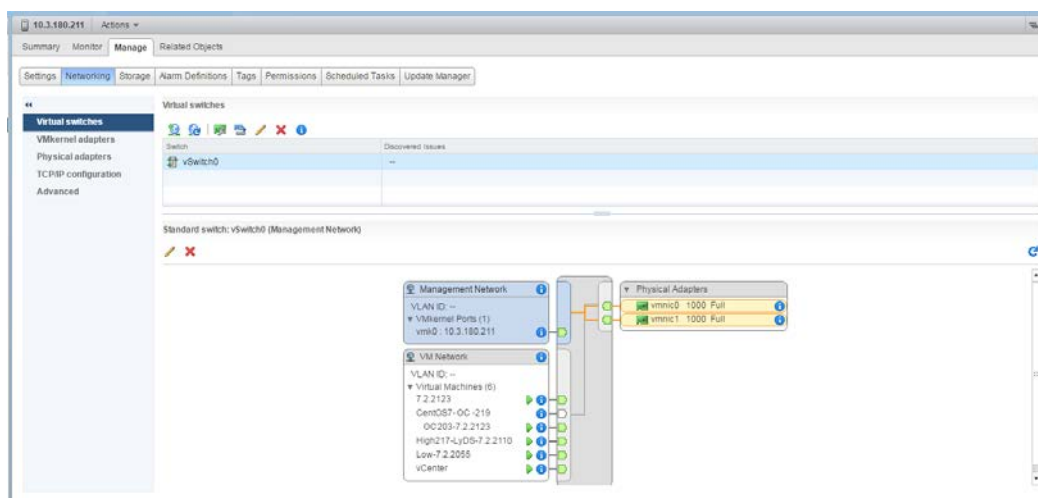 10.3.180.211 Actions
Summary Monitor Manage Related Objects
Settings Networking Storage Alarm Definitions Tags Permissions Scheduled Tasks Update Manager
Virtual switches
VMkernel adapters
Physical adapters
TCP/IP configuration
Advanced
Virtual switches
Switch Discovered Issues
vSwitch0 --
Standard switch: vSwitch0 (Management Network)
Management Network
VLAN ID: --
VMkernel Ports (1)
vmk0 : 10.3.180.211
VM Network
VLAN ID: --
Virtual Machines (6)
7.2.2123
CentOS7-OC -219
OC203-7.2.2123
High217-LyDS-7.2.2110
Low-7.2.2055
vCenter
Physical Adapters
vmnic0 1000 Full
vmnic1 1000 Full